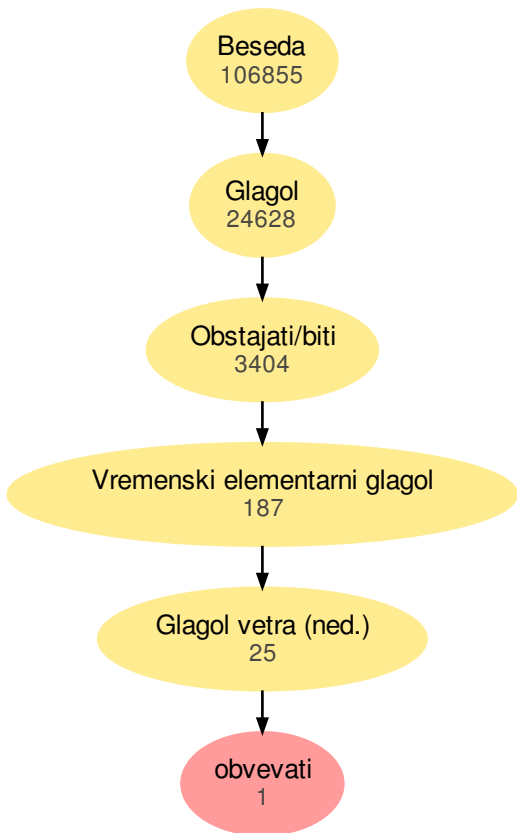 Beseda
106855
Glagol
24628
Obstajati/biti
3404
Vremenski elementarni glagol
187
Glagol vetra (ned.)
25
obvevati
1